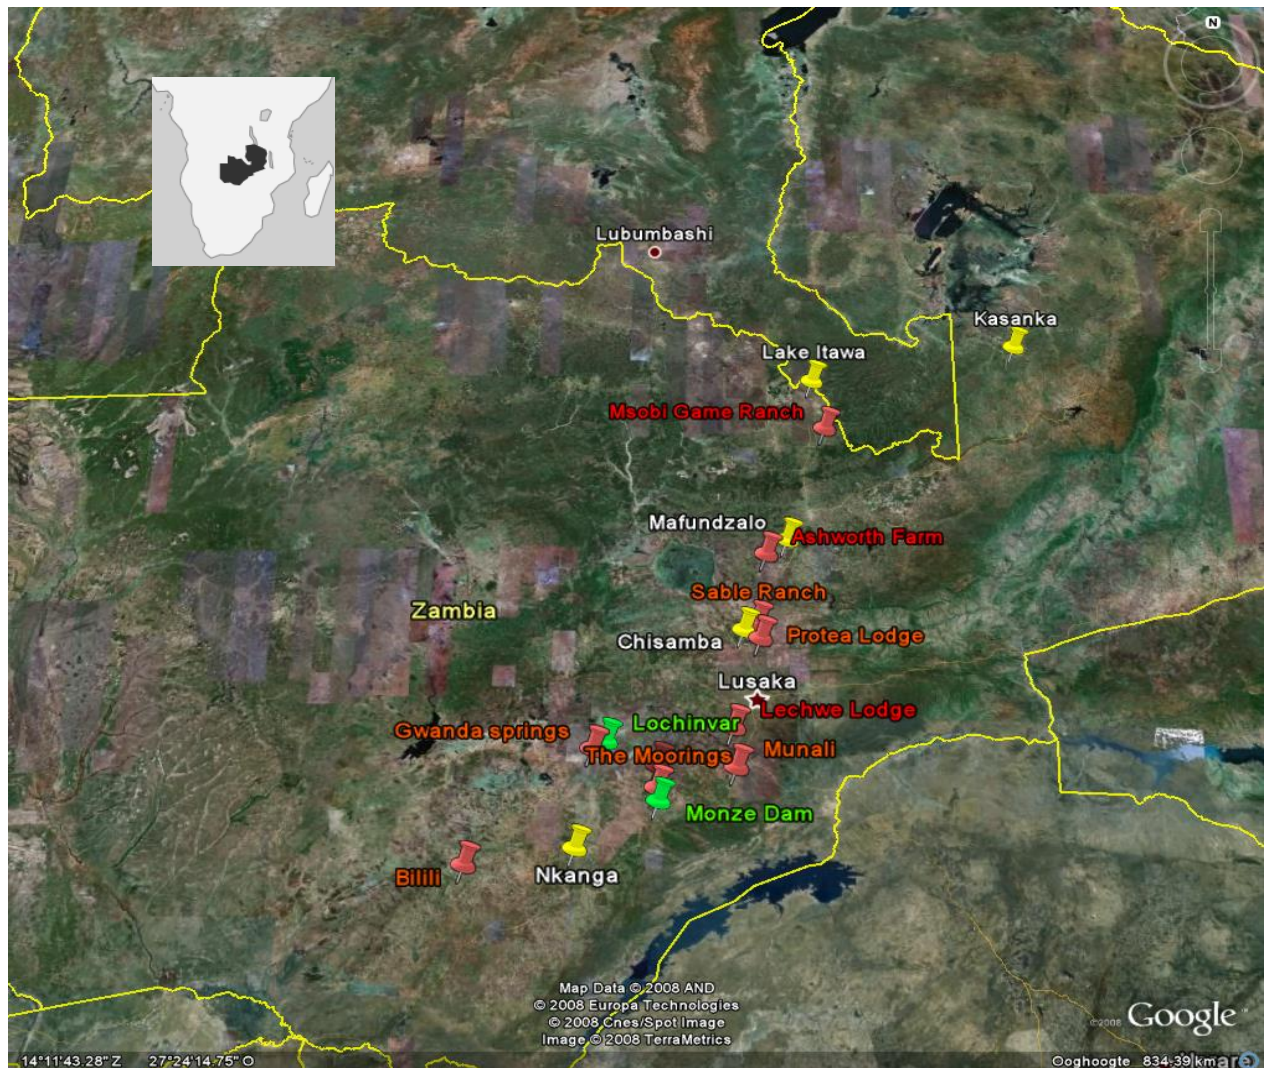 N
Lubumbashi
Kasanka
Lake Itawa
Msobi Game Ranch
Mafundzalo
Ashworth Farm
Sable Ranch
Zambia
Chisamba
Protea Lodge
Lusaka
Lechwe Lodge
Lochinvar
Gwanda springs
The Moorings
Munali
Monze Dam
Bilili
Nkanga
Map Data © 2008 AND
© 2008 Europa Technologies
© 2008 Cnes/Spot Image
Image © 2008 TerraMetrics
©2008 Google™
14°11'43.28" Z 27°24'14.75" O
Ooghoogte 834.39 km